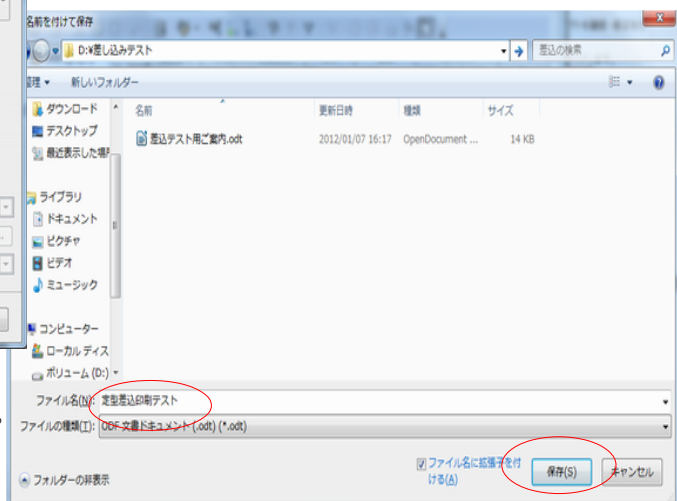 名前を付けて保存
D:¥差し込みテスト
差込の検索
整理 ▼ 新しいフォルダー
名前 更新日時 種類 サイズ
ダウンロード
デスクトップ
最近表示した場所
ライブラリ
ドキュメント
ピクチャ
ビデオ
ミュージック
コンピューター
ローカル ディス
ボリューム (D:)
差込テスト用ご案内.odt 2012/01/07 16:17 OpenDocument ... 14 KB
ファイル名(N): 定型差込印刷テスト
ファイルの種類(T): ODF 文書ドキュメント (.odt) (*.odt)
ファイル名に拡張子を付
ける(A)
保存(S) キャンセル
フォルダーの非表示